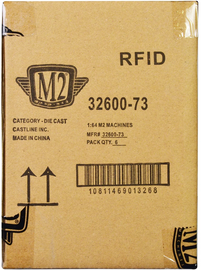 RFID
M2
32600-73
CATEGORY - DIE CAST
CASTLINE INC.
MADE IN CHINA
1:64 M2 MACHINES
MFR# 32600-73
PACK QTY. 6
10811469013266
M2